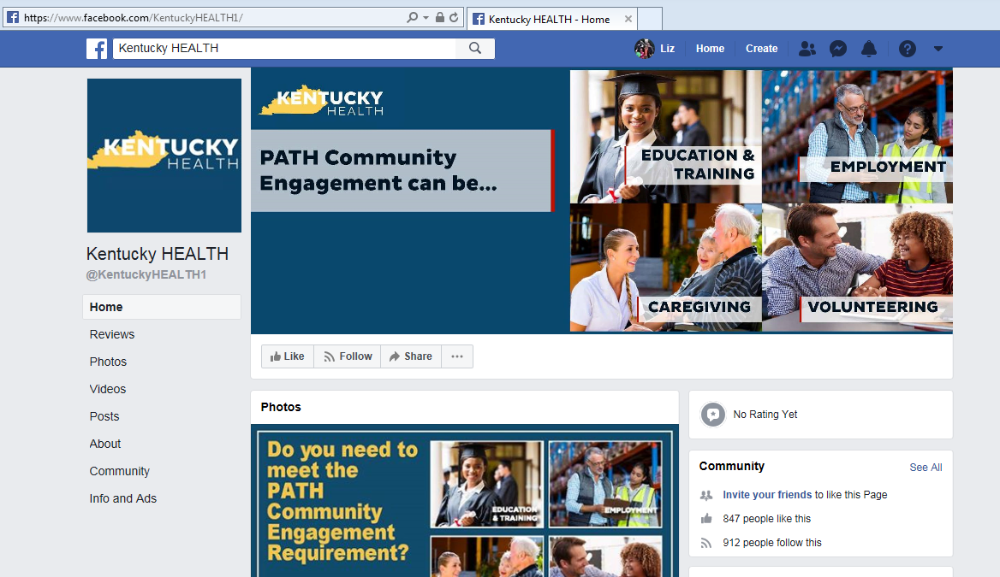 https://www.facebook.com/KentuckyHEALTH1/
Kentucky HEALTH - Home
Kentucky HEALTH
Liz
Home
Create
KENTUCKY
HEALTH
Kentucky HEALTH
@KentuckyHEALTH1
Home
Reviews
Photos
Videos
Posts
About
Community
Info and Ads
KENTUCKY
HEALTH
PATH Community
Engagement can be...
EDUCATION &
TRAINING
EMPLOYMENT
CAREGIVING
VOLUNTEERING
Like
Follow
Share
Photos
Do you need to
meet the
PATH
Community
Engagement
Requirement?
EDUCATION
& TRAINING
EMPLOYMENT
No Rating Yet
Community
See All
Invite your friends to like this Page
847 people like this
912 people follow this